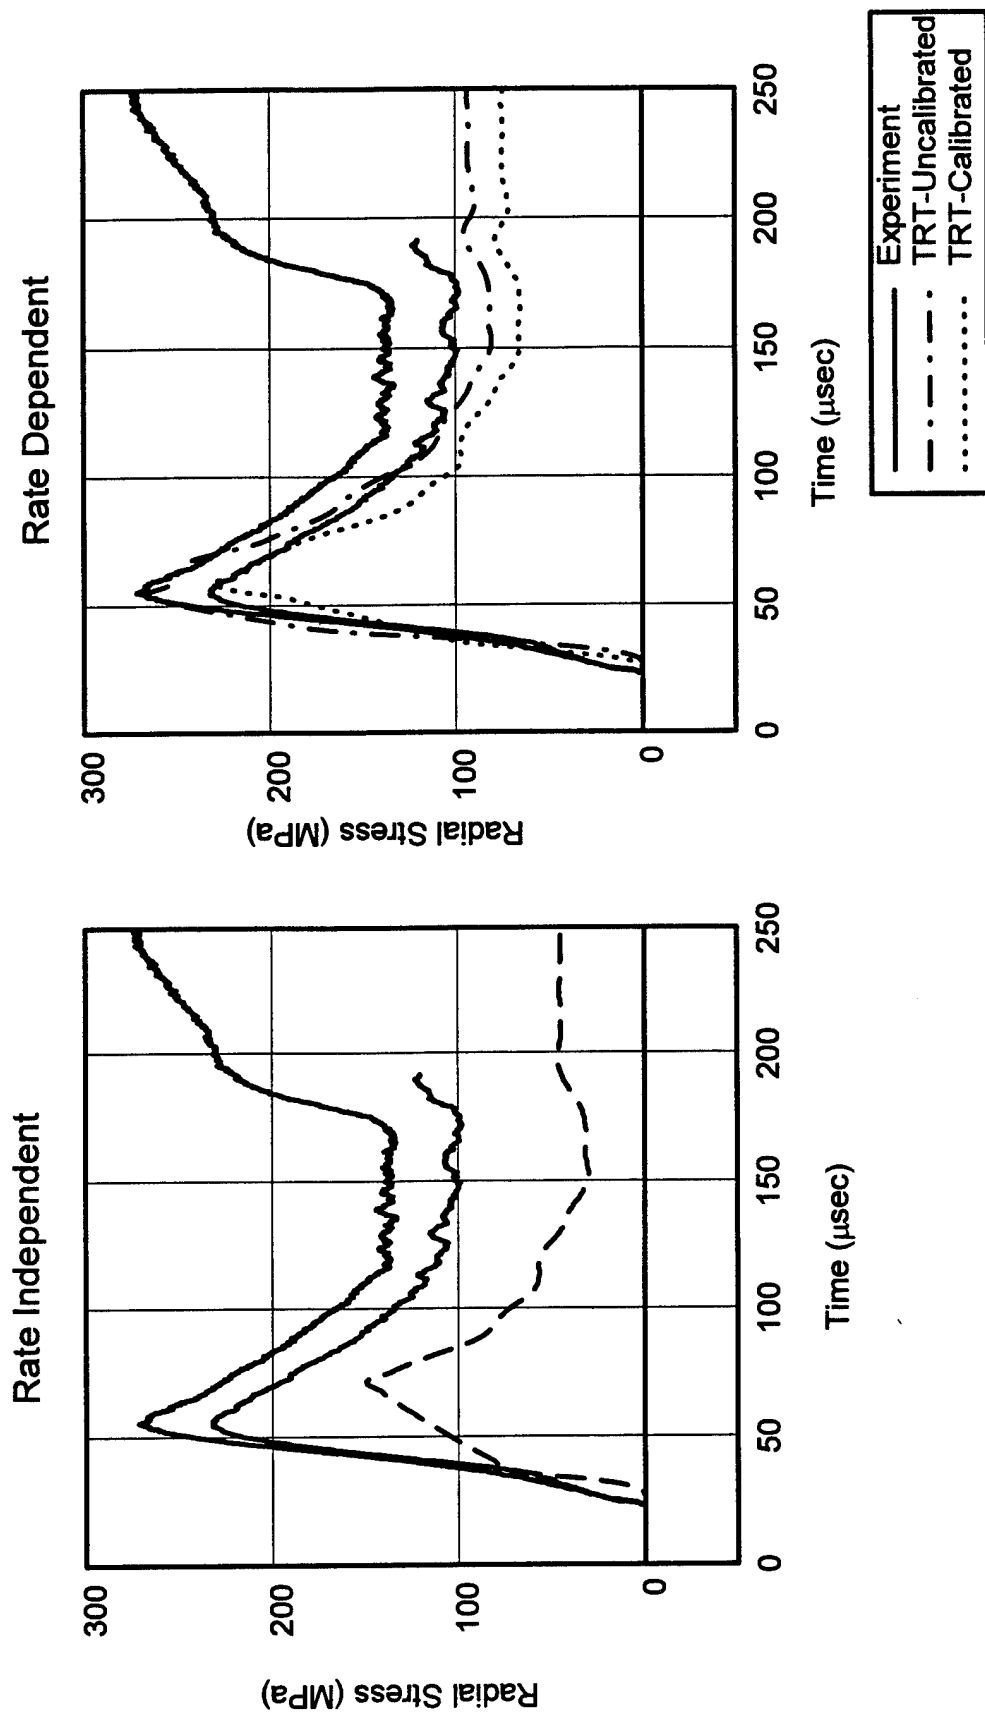 Rate Independent
300
200
100
0
Radial Stress (MPa)
0
50
100
150
200
250
Time (μsec)
Rate Dependent
300
200
100
0
Radial Stress (MPa)
0
50
100
150
200
250
Time (μsec)
Experiment
TRT-Uncalibrated
TRT-Calibrated